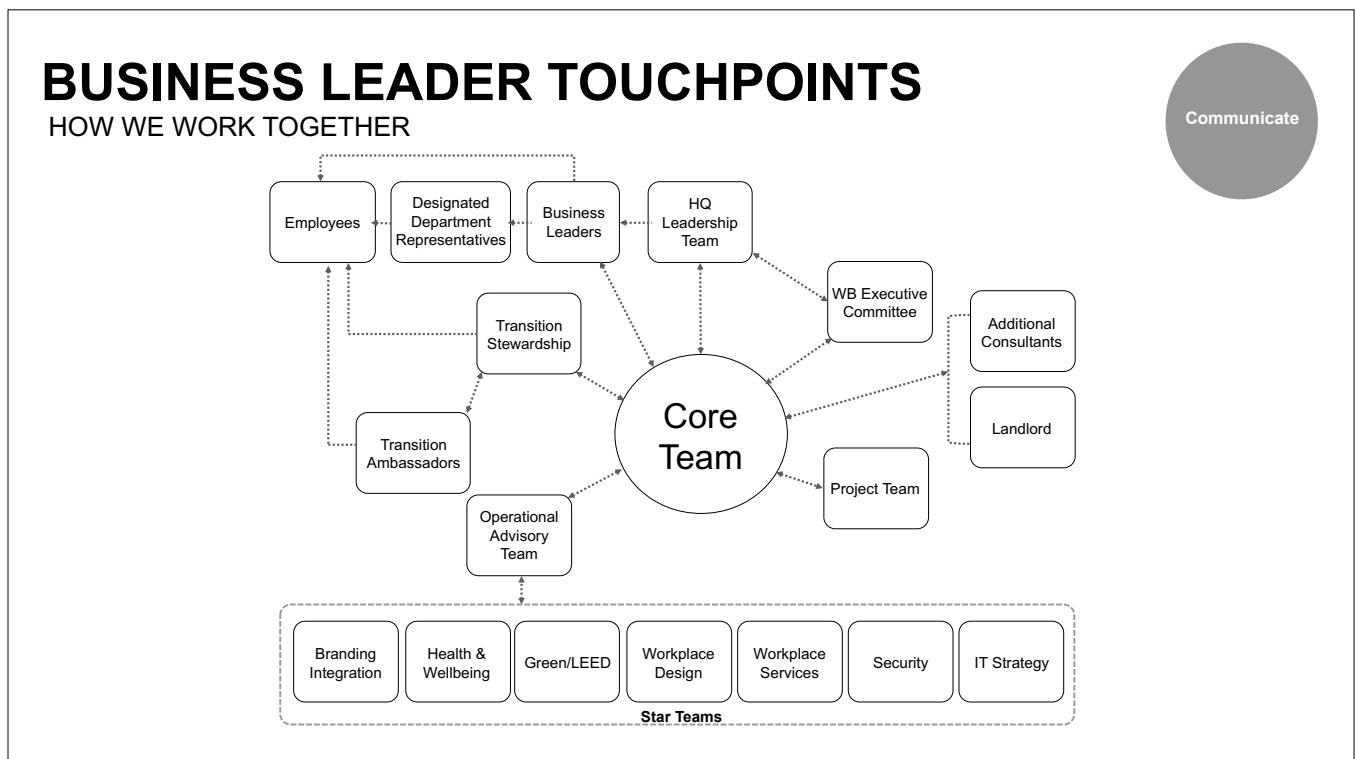 BUSINESS LEADER TOUCHPOINTS
HOW WE WORK TOGETHER
Communicate
Employees
Designated
Department
Representatives
Business
Leaders
HQ
Leadership
Team
WB Executive
Committee
Additional
Consultants
Transition
Stewardship
Core
Team
Landlord
Transition
Ambassadors
Project Team
Operational
Advisory
Team
Branding
Integration
Health &
Wellbeing
Green/LEED
Workplace
Design
Workplace
Services
Security
IT Strategy
Star Teams